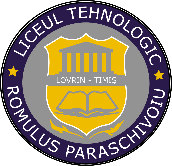 LICEUL TEHNOLOGIC
LOVRIN - TIMIȘ
ROMULUS PARASCHIVOIU